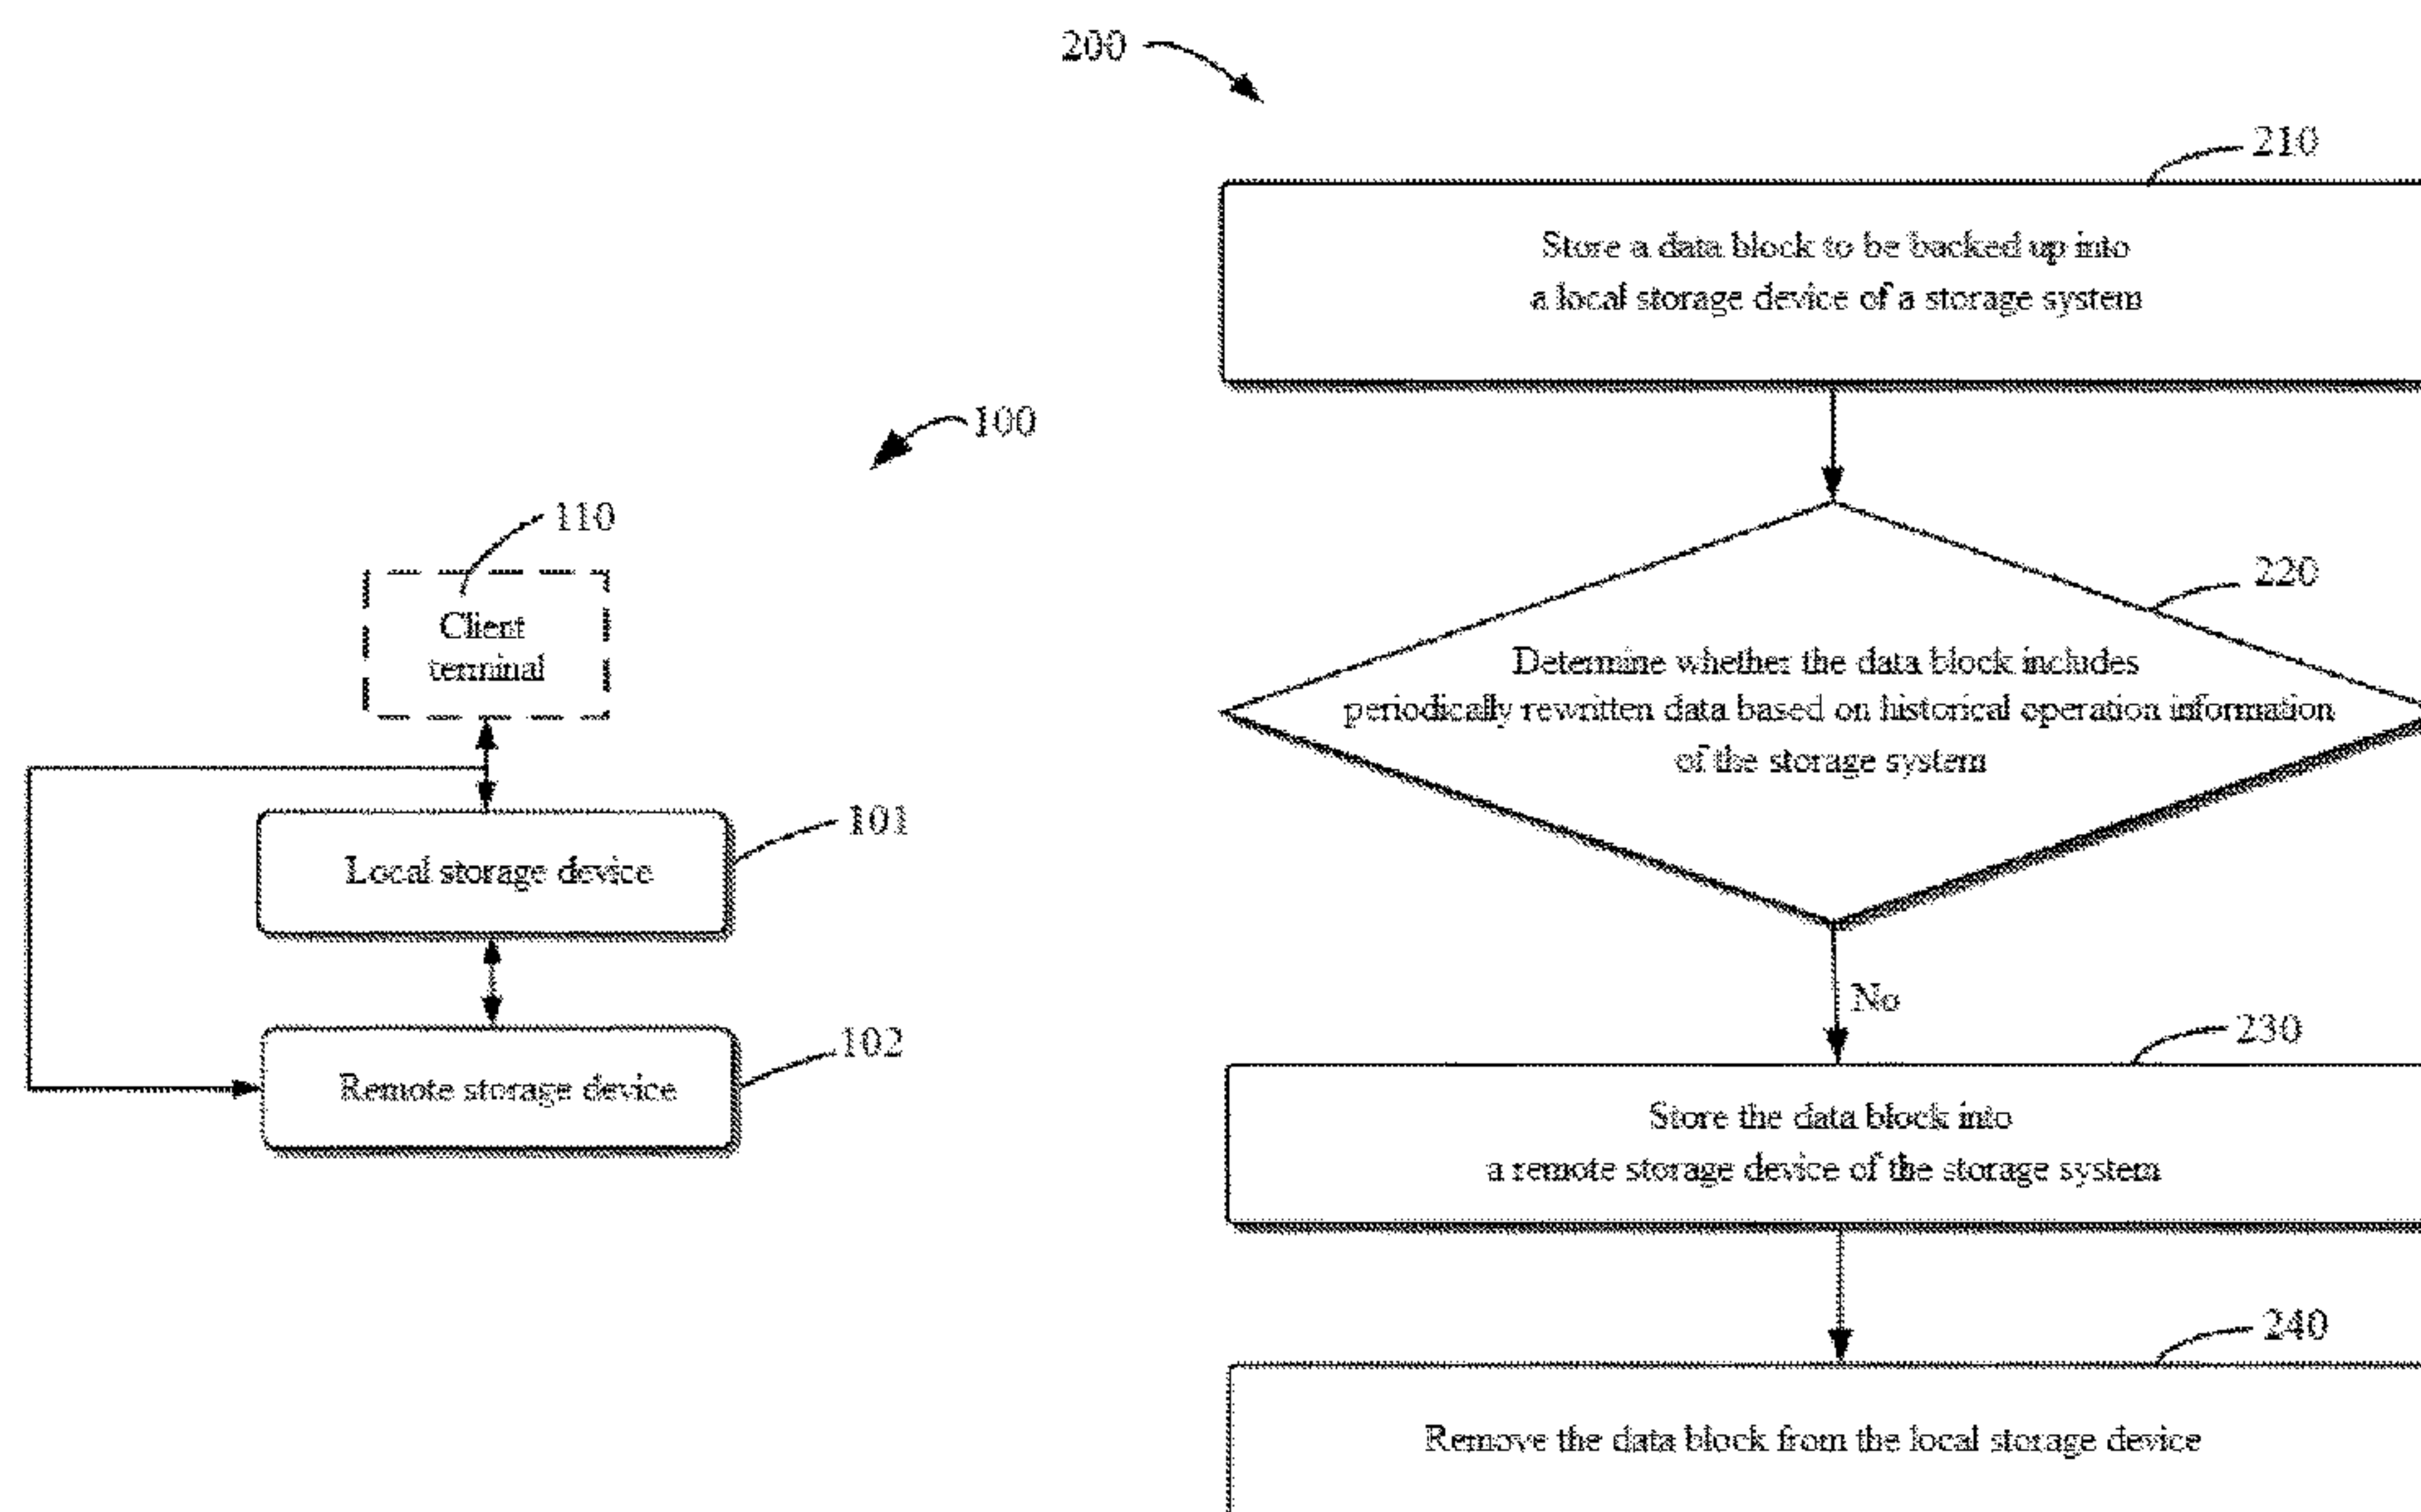 200
210
Store a data block to be backed up into
a local storage device of a storage system
100
110
Client
terminal
220
Determine whether the data block includes
periodically rewritten data based on historical operation information
of the storage system
101
Local storage device
No
102
Remote storage device
230
Store the data block into
a remote storage device of the storage system
240
Remove the data block from the local storage device